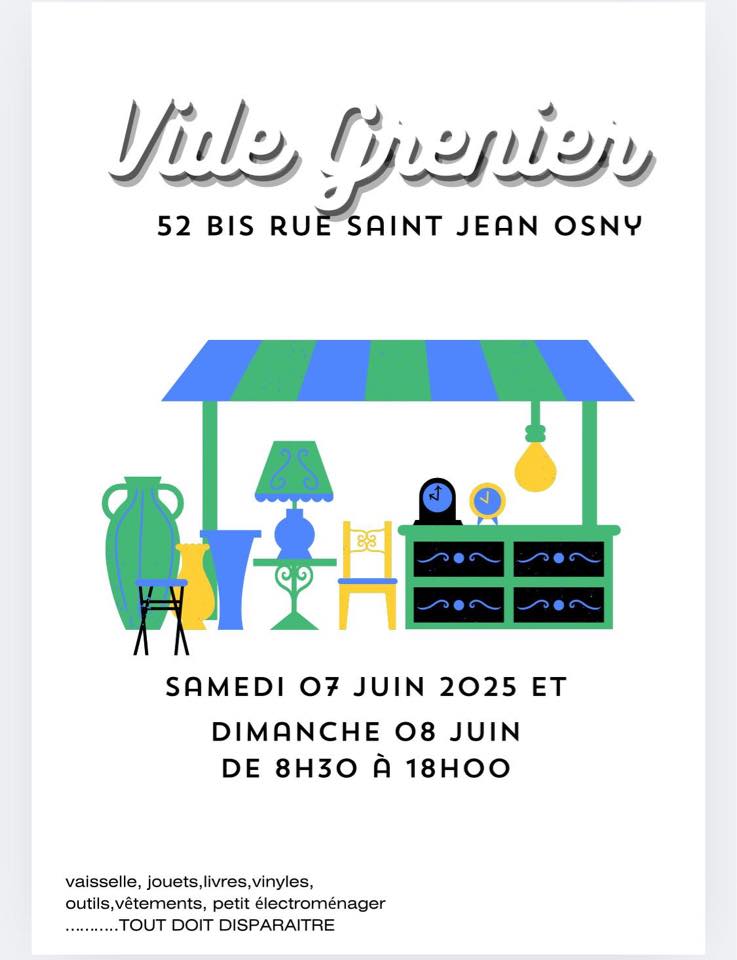 Vide Grenier
52 BIS RUE SAINT JEAN OSNY
SAMEDI 07 JUIN 2025 ET
DIMANCHE 08 JUIN
DE 8H30 À 18H00
vaisselle, jouets,livres,vinyles,
outils,vêtements, petit électroménager
...........TOUT DOIT DISPARAITRE